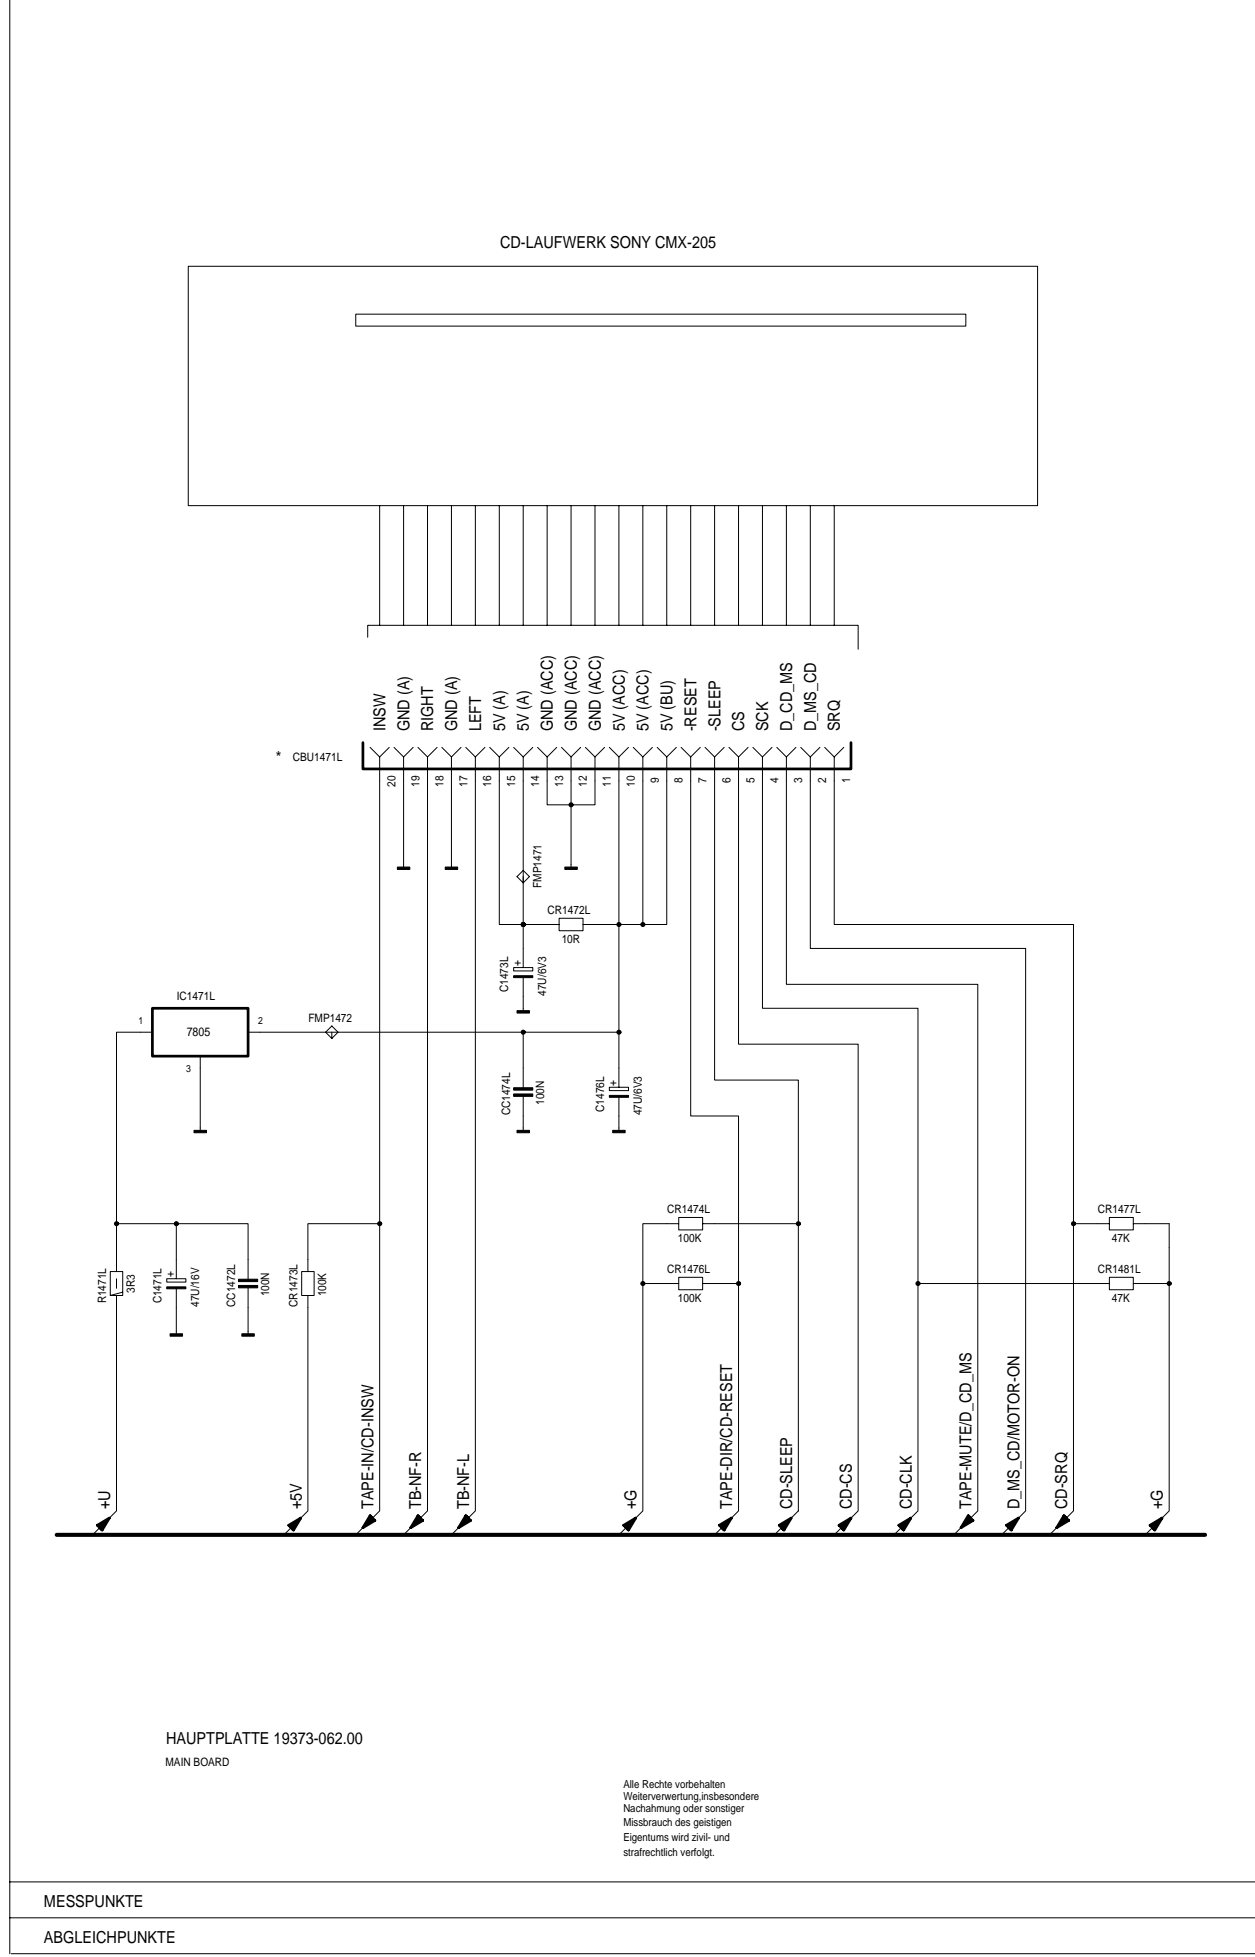 CD-LAUFWERK SONY CMX-205
INSW
GND (A)
RIGHT
GND (A)
LEFT
5V (A)
5V (A)
GND (ACC)
GND (ACC)
GND (ACC)
5V (ACC)
5V (ACC)
5V (BU)
-RESET
-SLEEP
CS
SCK
D_CD_MS
D_MS_CD
SRQ
* CBU1471L
20
19
18
17
16
15
14
13
12
11
10
9
8
7
6
5
4
3
2
1
FMP1471
CR1472L
10R
C1473L
+
47U/6V3
IC1471L
1
7805
2
3
FMP1472
CC1474L
100N
C1476L
+
47U/6V3
R1471L
3R3
C1471L
+
47U/16V
CC1472L
100N
CR1473L
100K
CR1474L
100K
CR1476L
100K
CR1477L
47K
CR1481L
47K
+U
+5V
TAPE-IN/CD-INSW
TB-NF-R
TB-NF-L
+G
TAPE-DIR/CD-RESET
CD-SLEEP
CD-CS
CD-CLK
TAPE-MUTE/D_CD_MS
D_MS_CD/MOTOR-ON
CD-SRQ
+G
HAUPTPLATTE 19373-062.00
MAIN BOARD
Alle Rechte vorbehalten
Weiterverwertung,insbesondere
Nachahmung oder sonstiger
Missbrauch des geistigen
Eigentums wird zivil- und
strafrechtlich verfolgt.
MESSPUNKTE
ABGLEICHPUNKTE